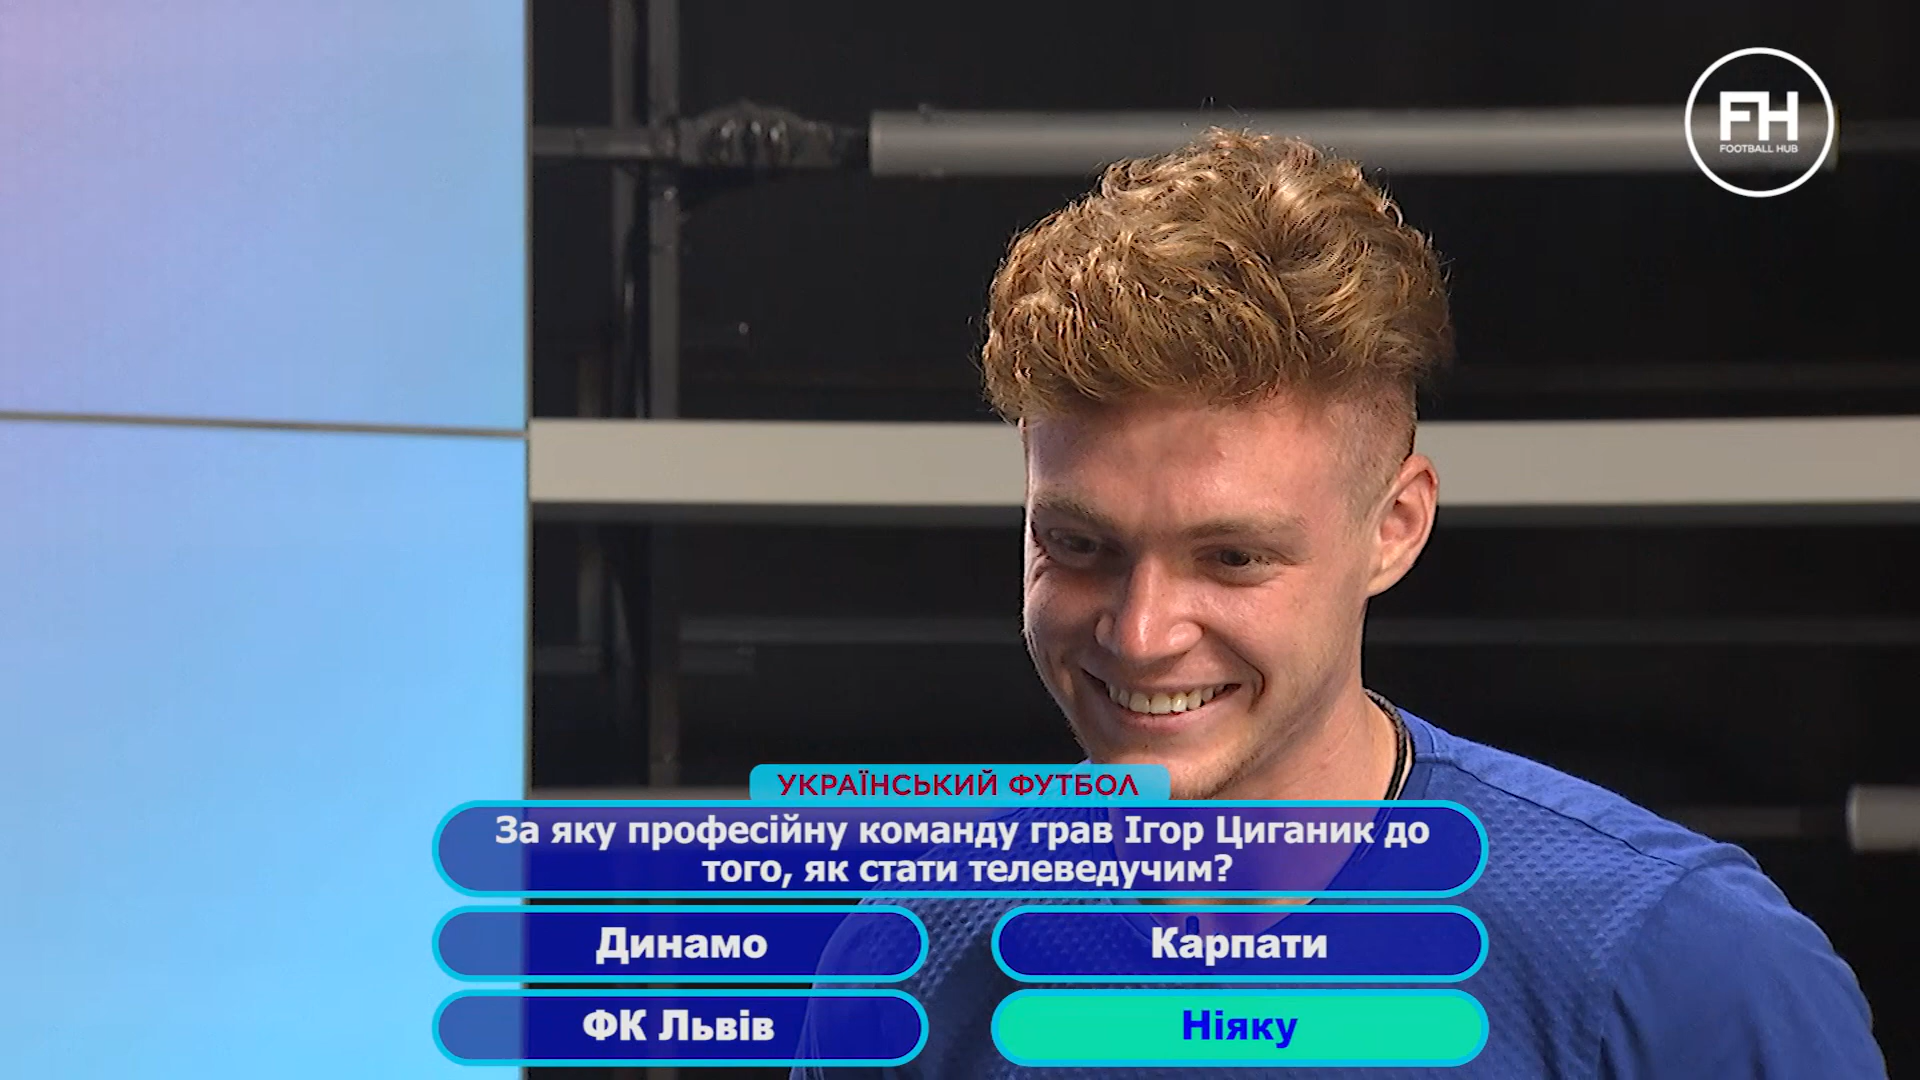 FH
FOOTBALL HUB
УКРАЇНСЬКИЙ ФУТБОЛ
За яку професійну команду грав Ігор Циганик до
того, як стати телеведучим?
Динамо
Карпати
ФК Львів
Ніяку